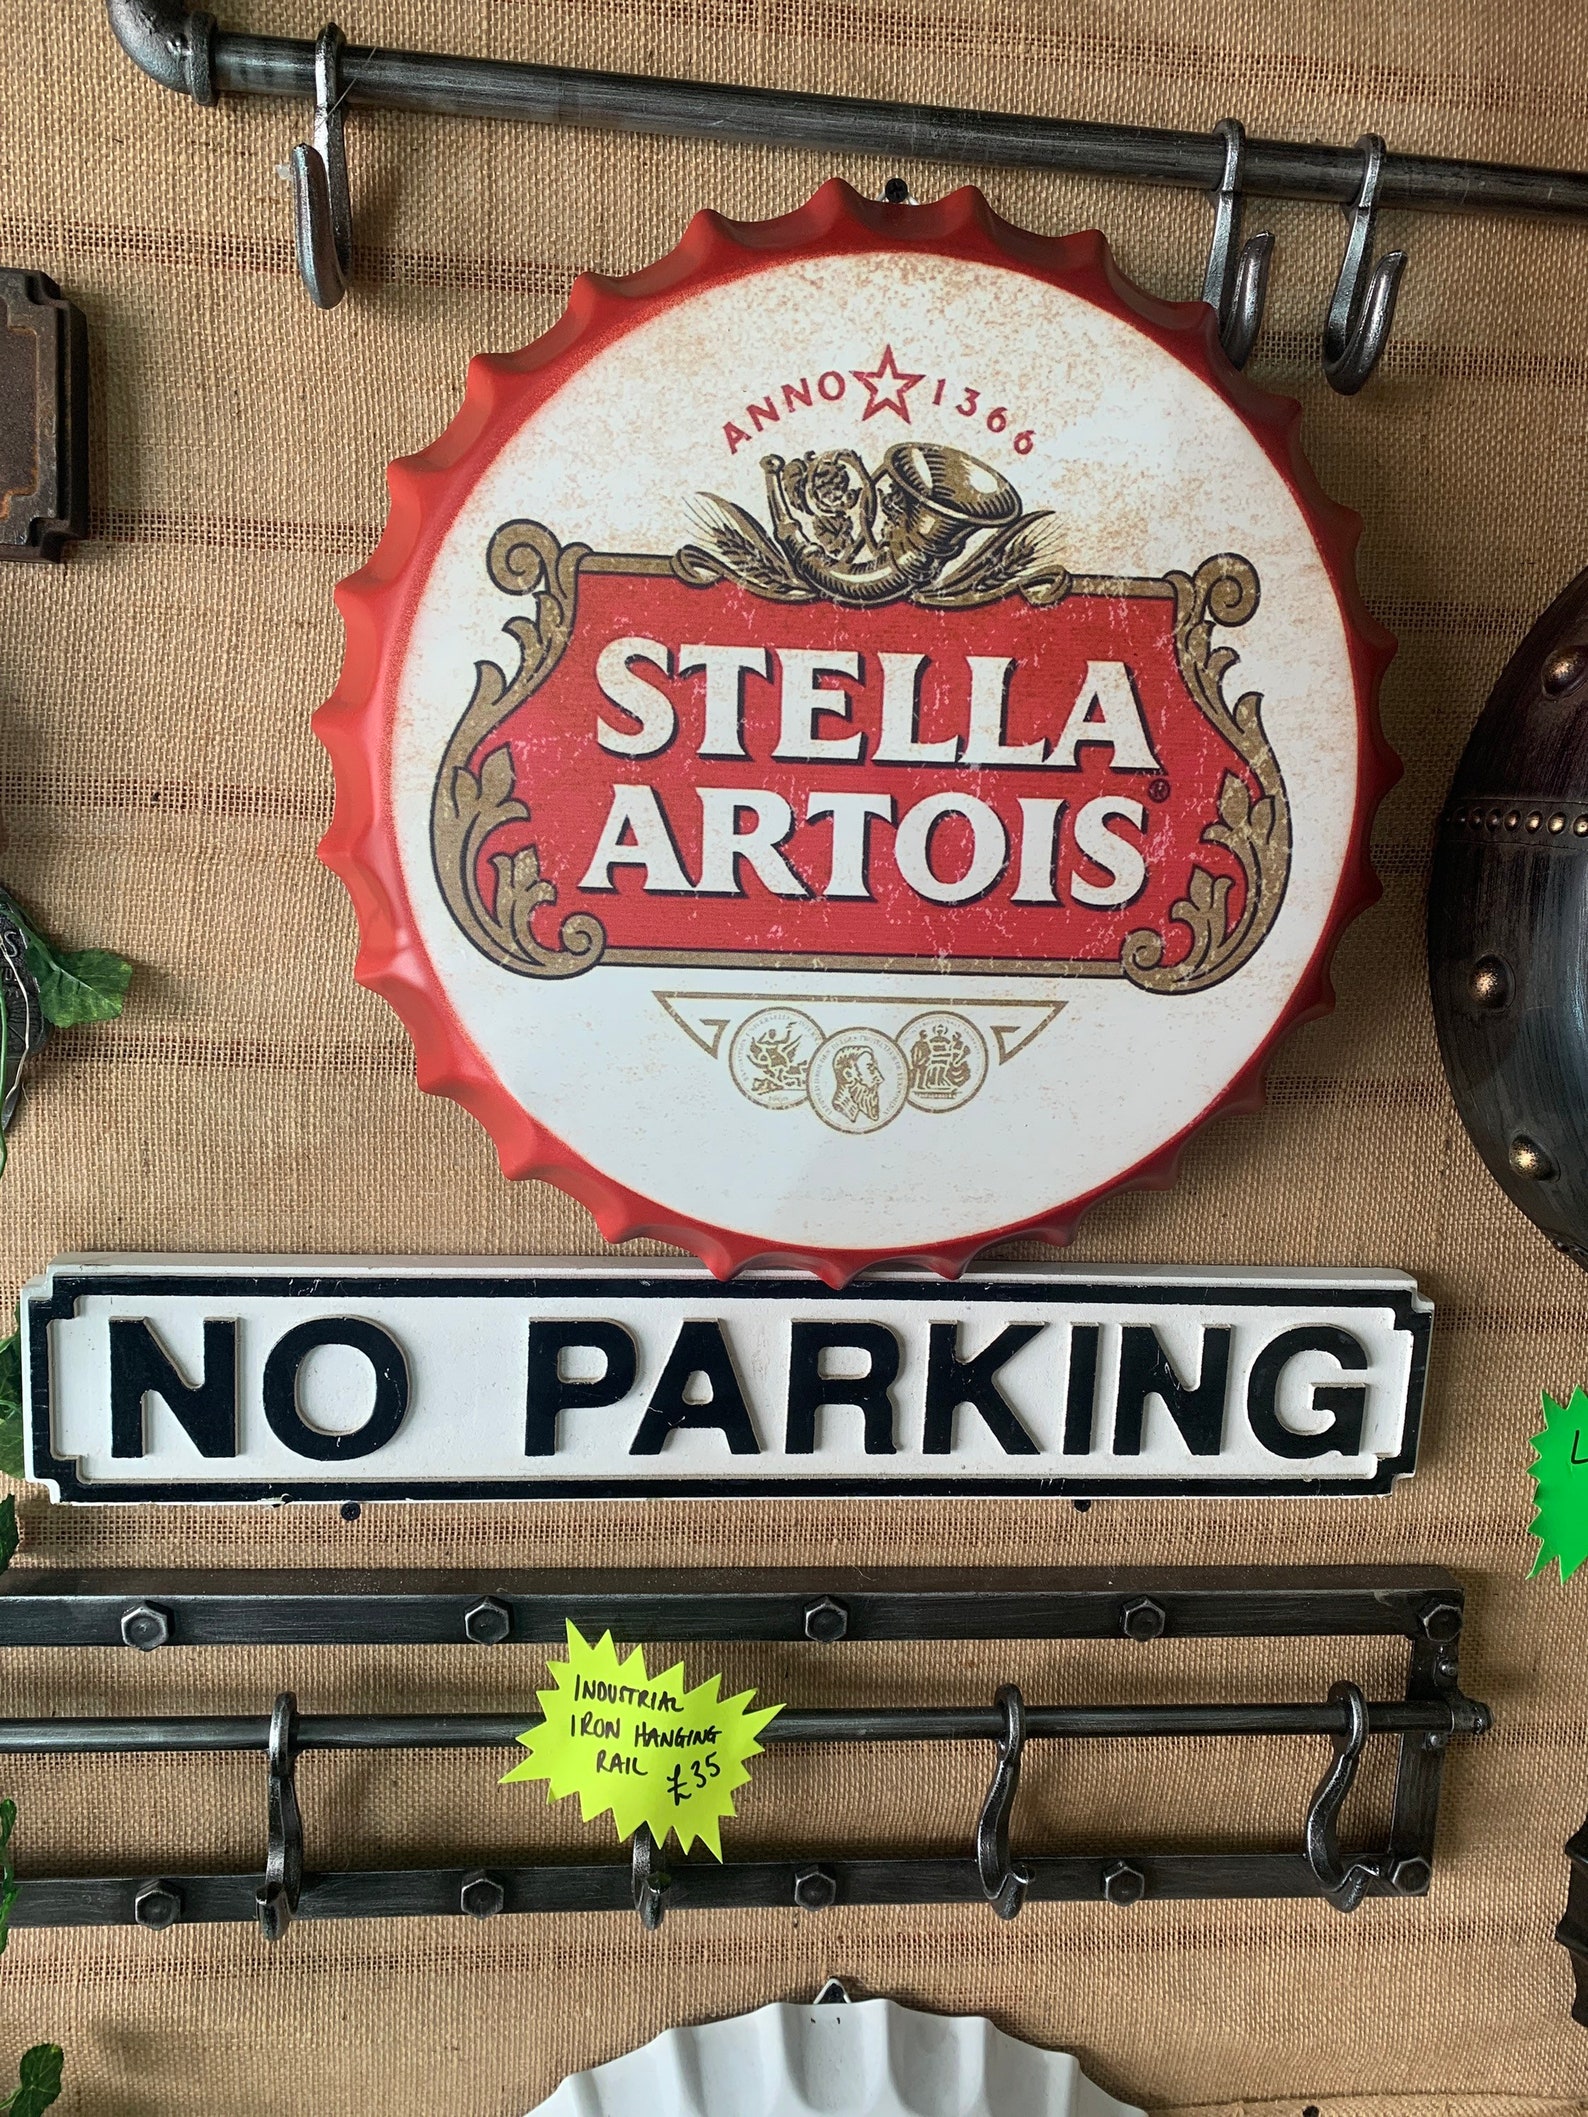 ANNO 1366
STELLA
ARTOIS
®
NO PARKING
INDUSTRIAL
IRON HANGING
RAIL £35